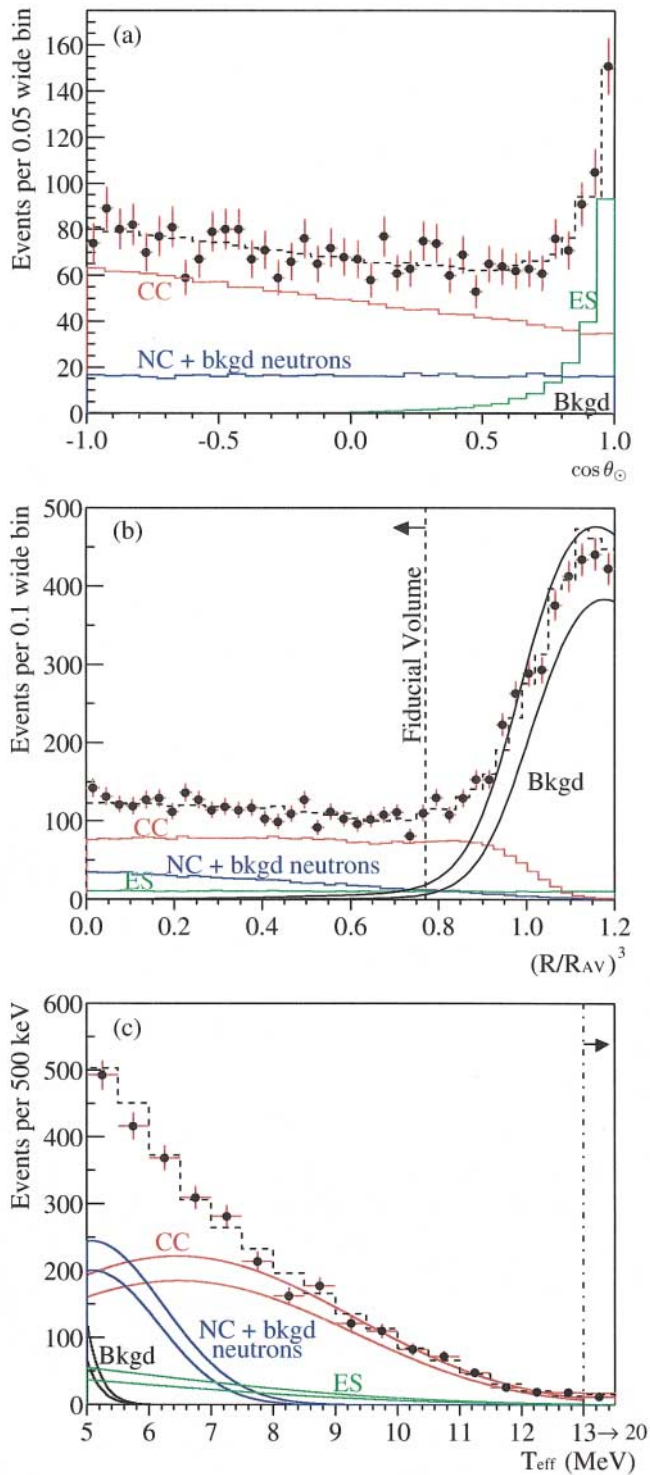 (a)
Events per 0.05 wide bin
160
140
120
100
80
60
40
20
0
CC
ES
NC + bkgd neutrons
Bkgd
-1.0 -0.5 0.0 0.5 1.0
cos θ☉
(b)
Events per 0.1 wide bin
500
400
300
200
100
0
Fiducial Volume
Bkgd
CC
NC + bkgd neutrons
ES
0.0 0.2 0.4 0.6 0.8 1.0 1.2
(R/RAV)³
(c)
Events per 500 keV
600
500
400
300
200
100
0
CC
NC + bkgd
neutrons
Bkgd
ES
5 6 7 8 9 10 11 12 13→20
Teff (MeV)